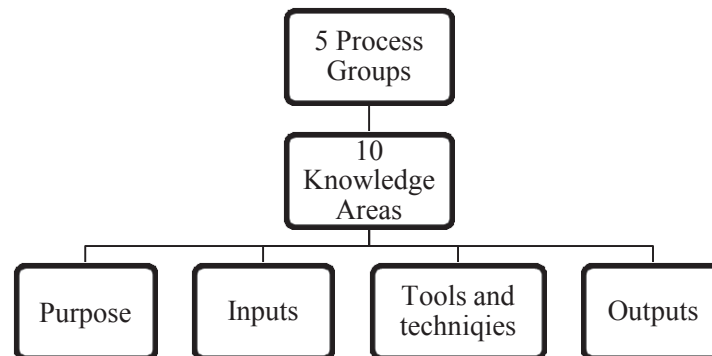 5 Process
Groups
10
Knowledge
Areas
Purpose
Inputs
Tools and
techniqies
Outputs